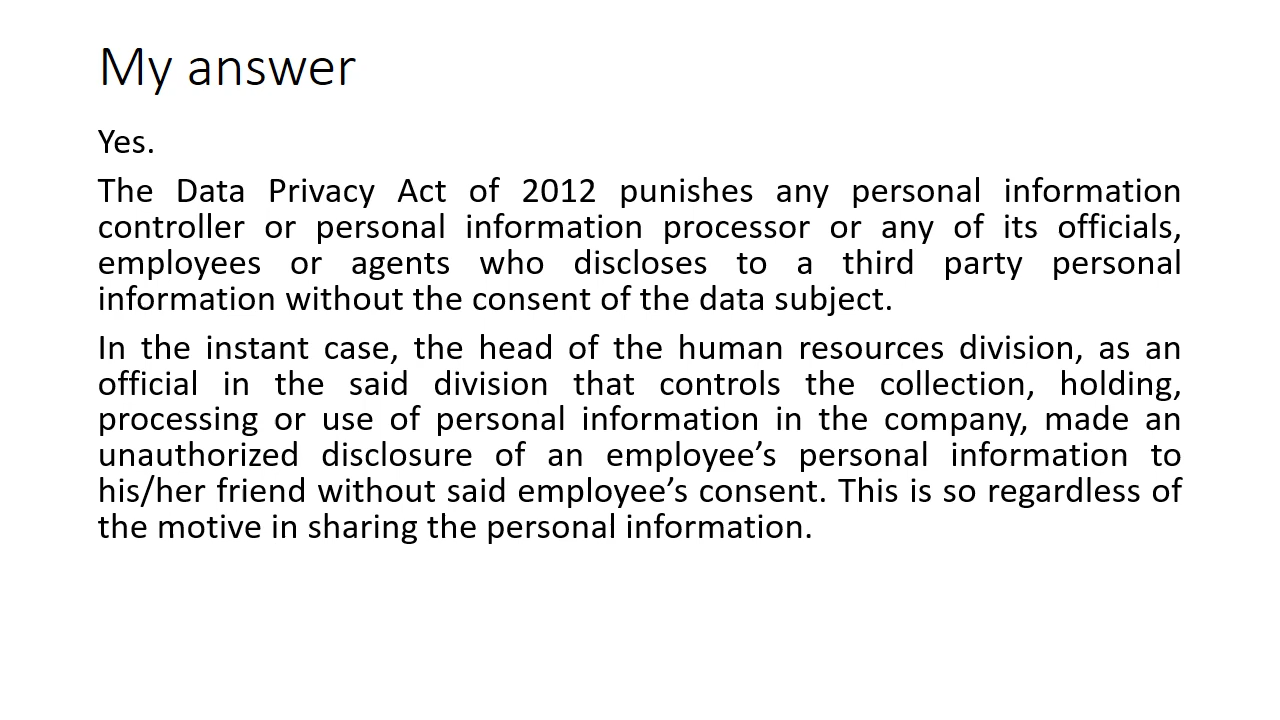 My answer
Yes.
The Data Privacy Act of 2012 punishes any personal information
controller or personal information processor or any of its officials,
employees or agents who discloses to a third party personal
information without the consent of the data subject.
In the instant case, the head of the human resources division, as an
official in the said division that controls the collection, holding,
processing or use of personal information in the company, made an
unauthorized disclosure of an employee’s personal information to
his/her friend without said employee’s consent. This is so regardless of
the motive in sharing the personal information.